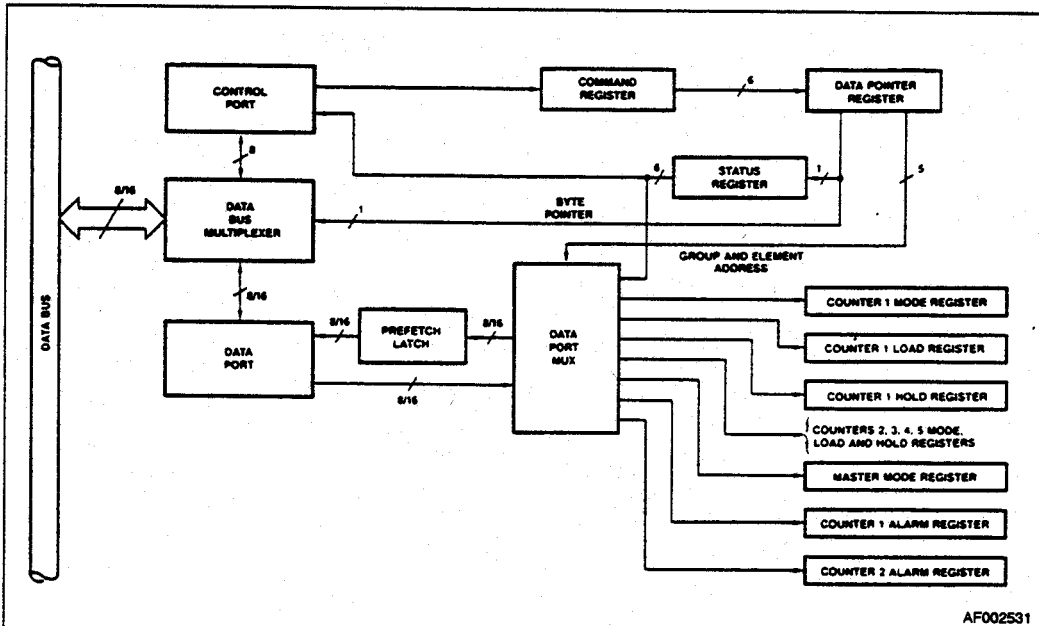 CONTROL
PORT
COMMAND
REGISTER
6
DATA POINTER
REGISTER
8
6
STATUS
REGISTER
1
5
8/16
DATA
BUS
MULTIPLEXER
1
BYTE
POINTER
GROUP AND ELEMENT
ADDRESS
8/16
DATA BUS
DATA
PORT
8/16
PREFETCH
LATCH
8/16
8/16
DATA
PORT
MUX
COUNTER 1 MODE REGISTER
COUNTER 1 LOAD REGISTER
COUNTER 1 HOLD REGISTER
COUNTERS 2, 3, 4, 5 MODE,
LOAD AND HOLD REGISTERS
MASTER MODE REGISTER
COUNTER 1 ALARM REGISTER
COUNTER 2 ALARM REGISTER
AF002531